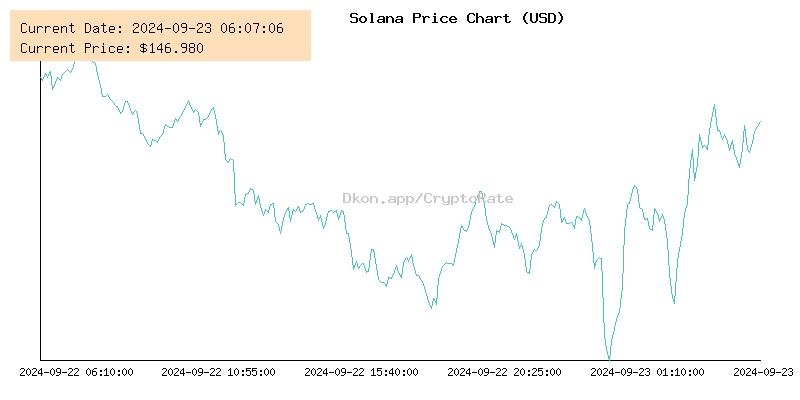 Solana Price Chart (USD)
Current Date: 2024-09-23 06:07:06
Current Price: $146.980
Dkon.app/CryptoRate
2024-09-22 06:10:00 2024-09-22 10:55:00 2024-09-22 15:40:00 2024-09-22 20:25:00 2024-09-23 01:10:00 2024-09-23